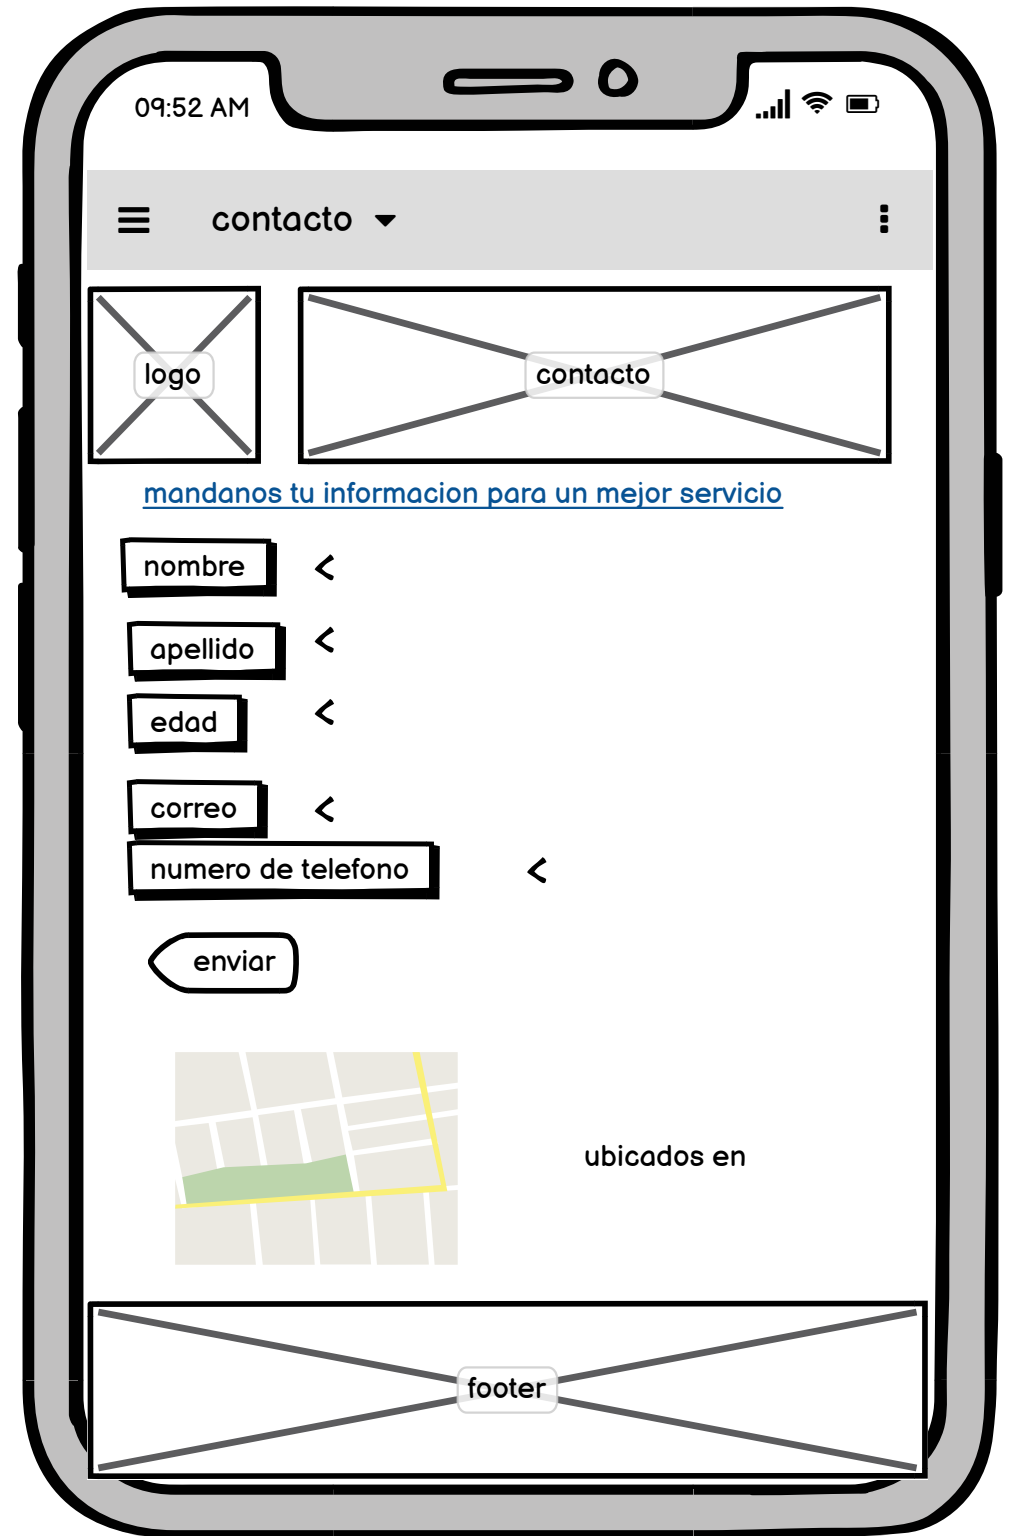 09:52 AM
contacto
logo
contacto
mandanos tu informacion para un mejor servicio
nombre <
apellido <
edad <
correo <
numero de telefono <
enviar
ubicados en
footer